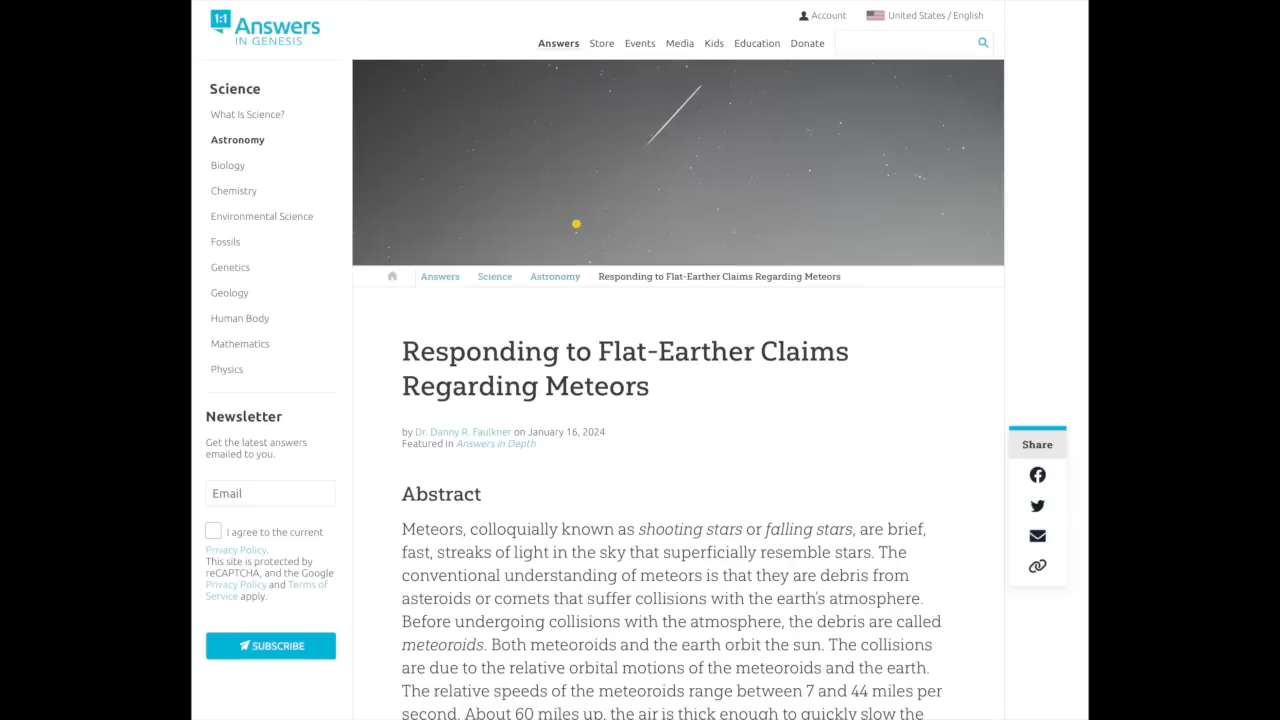 1:1
Answers
IN GENESIS
Account
United States / English
Answers Store Events Media Kids Education Donate
Science
What Is Science?
Astronomy
Biology
Chemistry
Environmental Science
Fossils
Genetics
Geology
Human Body
Mathematics
Physics
Newsletter
Get the latest answers
emailed to you.
Email
I agree to the current
Privacy Policy.
This site is protected by
reCAPTCHA, and the Google
Privacy Policy and Terms of
Service apply.
SUBSCRIBE
Answers Science Astronomy Responding to Flat-Earther Claims Regarding Meteors
Responding to Flat-Earther Claims
Regarding Meteors
by Dr. Danny R. Faulkner on January 16, 2024
Featured in Answers in Depth
Abstract
Meteors, colloquially known as shooting stars or falling stars, are brief,
fast, streaks of light in the sky that superficially resemble stars. The
conventional understanding of meteors is that they are debris from
asteroids or comets that suffer collisions with the earth's atmosphere.
Before undergoing collisions with the atmosphere, the debris are called
meteoroids. Both meteoroids and the earth orbit the sun. The collisions
are due to the relative orbital motions of the meteoroids and the earth.
The relative speeds of the meteoroids range between 7 and 44 miles per
second. About 60 miles up, the air is thick enough to quickly slow the
Share